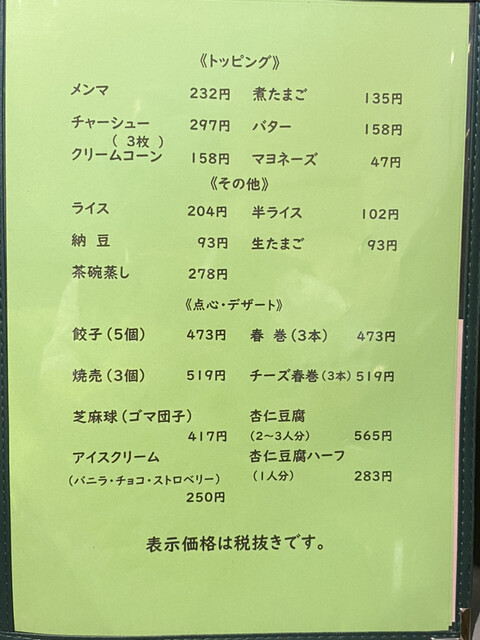 《トッピング》
メンマ 232円 煮たまご 135円
チャーシュー 297円 バター 158円
(3枚)
クリームコーン 158円 マヨネーズ 47円
《その他》
ライス 204円 半ライス 102円
納豆 93円 生たまご 93円
茶碗蒸し 278円
《点心・デザート》
餃子(5個) 473円 春巻(3本) 473円
焼売(3個) 519円 チーズ春巻(3本) 519円
芝麻球(ゴマ団子) 杏仁豆腐
417円 (2〜3人分) 565円
アイスクリーム 杏仁豆腐ハーフ
(バニラ・チョコ・ストロベリー) (1人分) 283円
250円
表示価格は税抜きです。